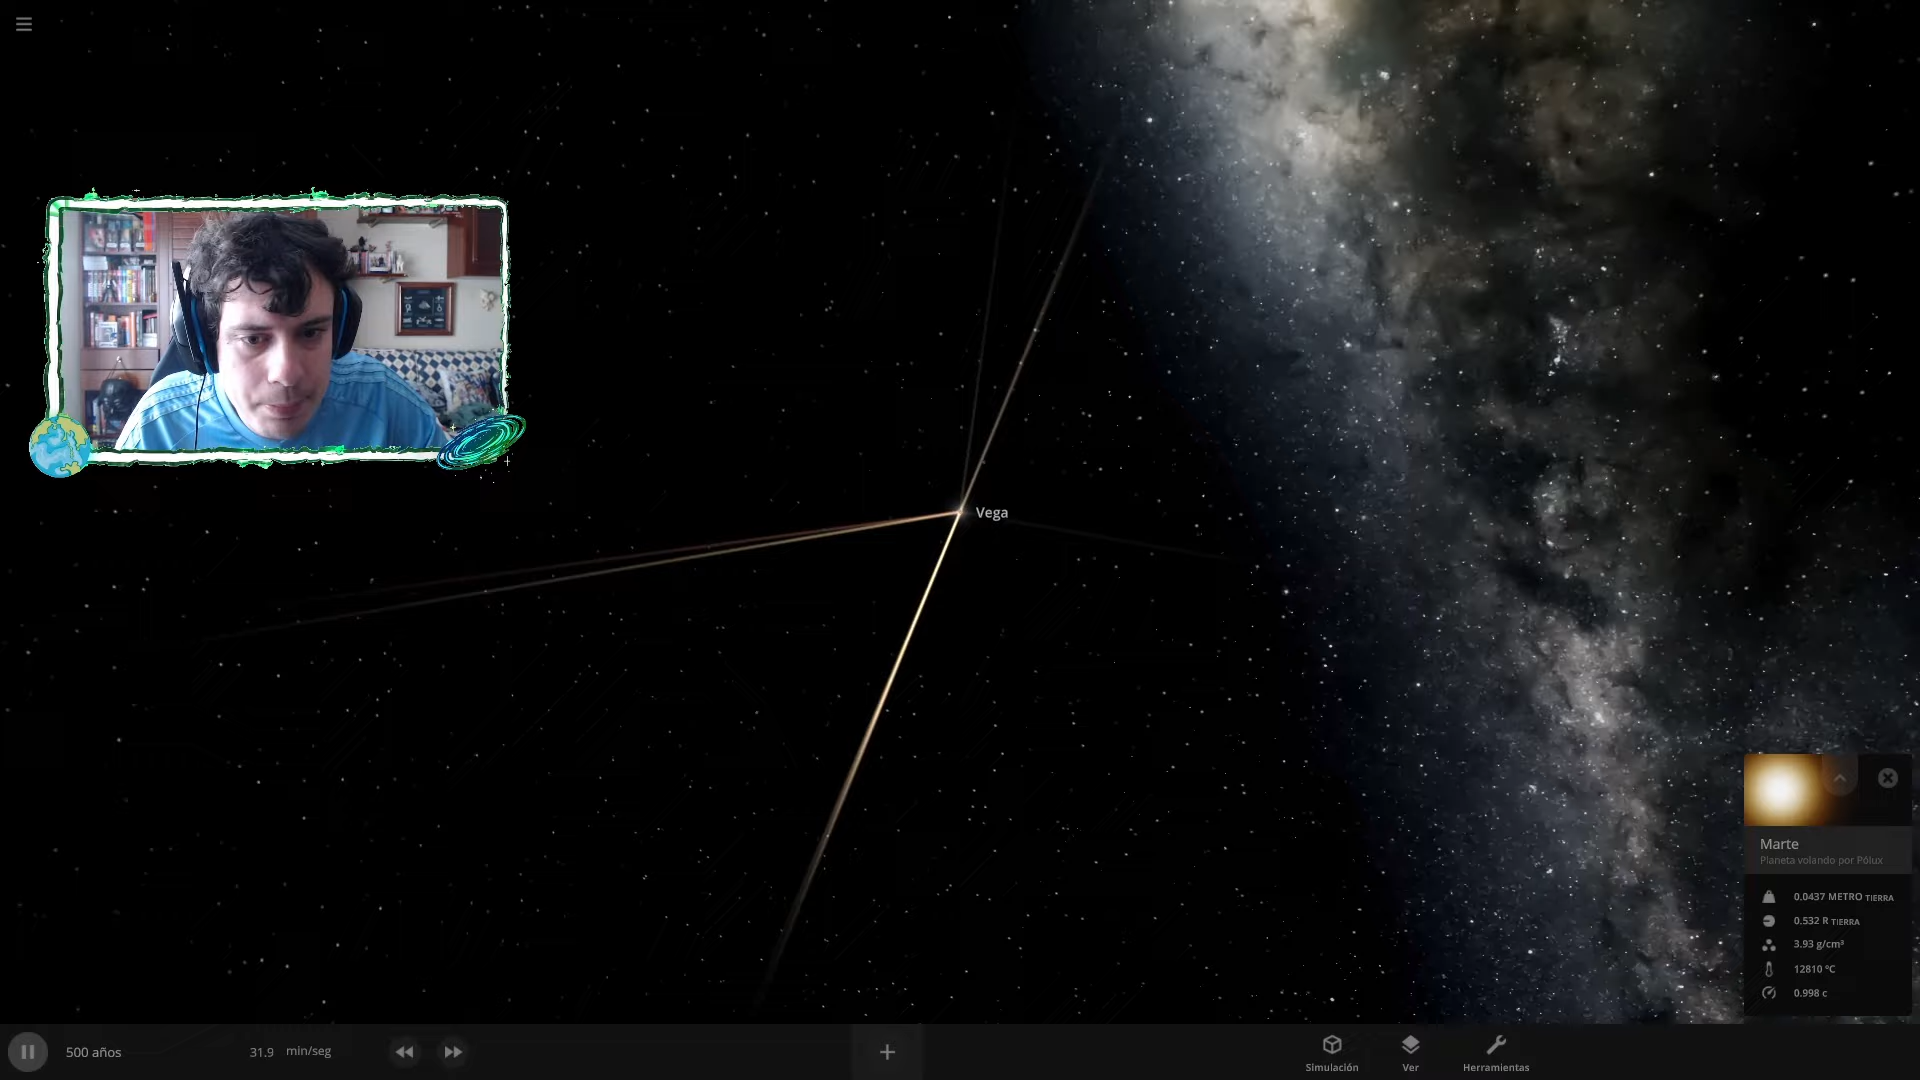 Vega
Marte
Planeta volando por Pólux
0.0437 METRO TIERRA
0.532 R TIERRA
3.93 g/cm³
12810 °C
0.998 c
500 años
31.9 min/seg
Simulación
Ver
Herramientas